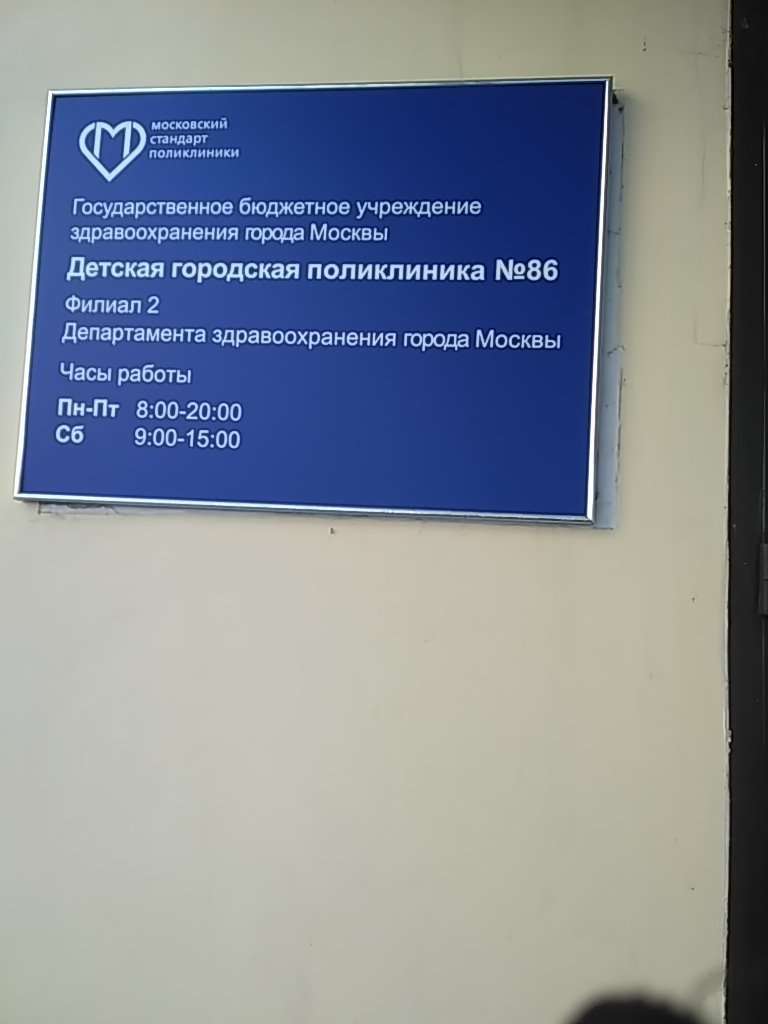 московский
стандарт
поликлиники
Государственное бюджетное учреждение
здравоохранения города Москвы
Детская городская поликлиника №86
Филиал 2
Департамента здравоохранения города Москвы
Часы работы
Пн-Пт 8:00-20:00
Сб 9:00-15:00